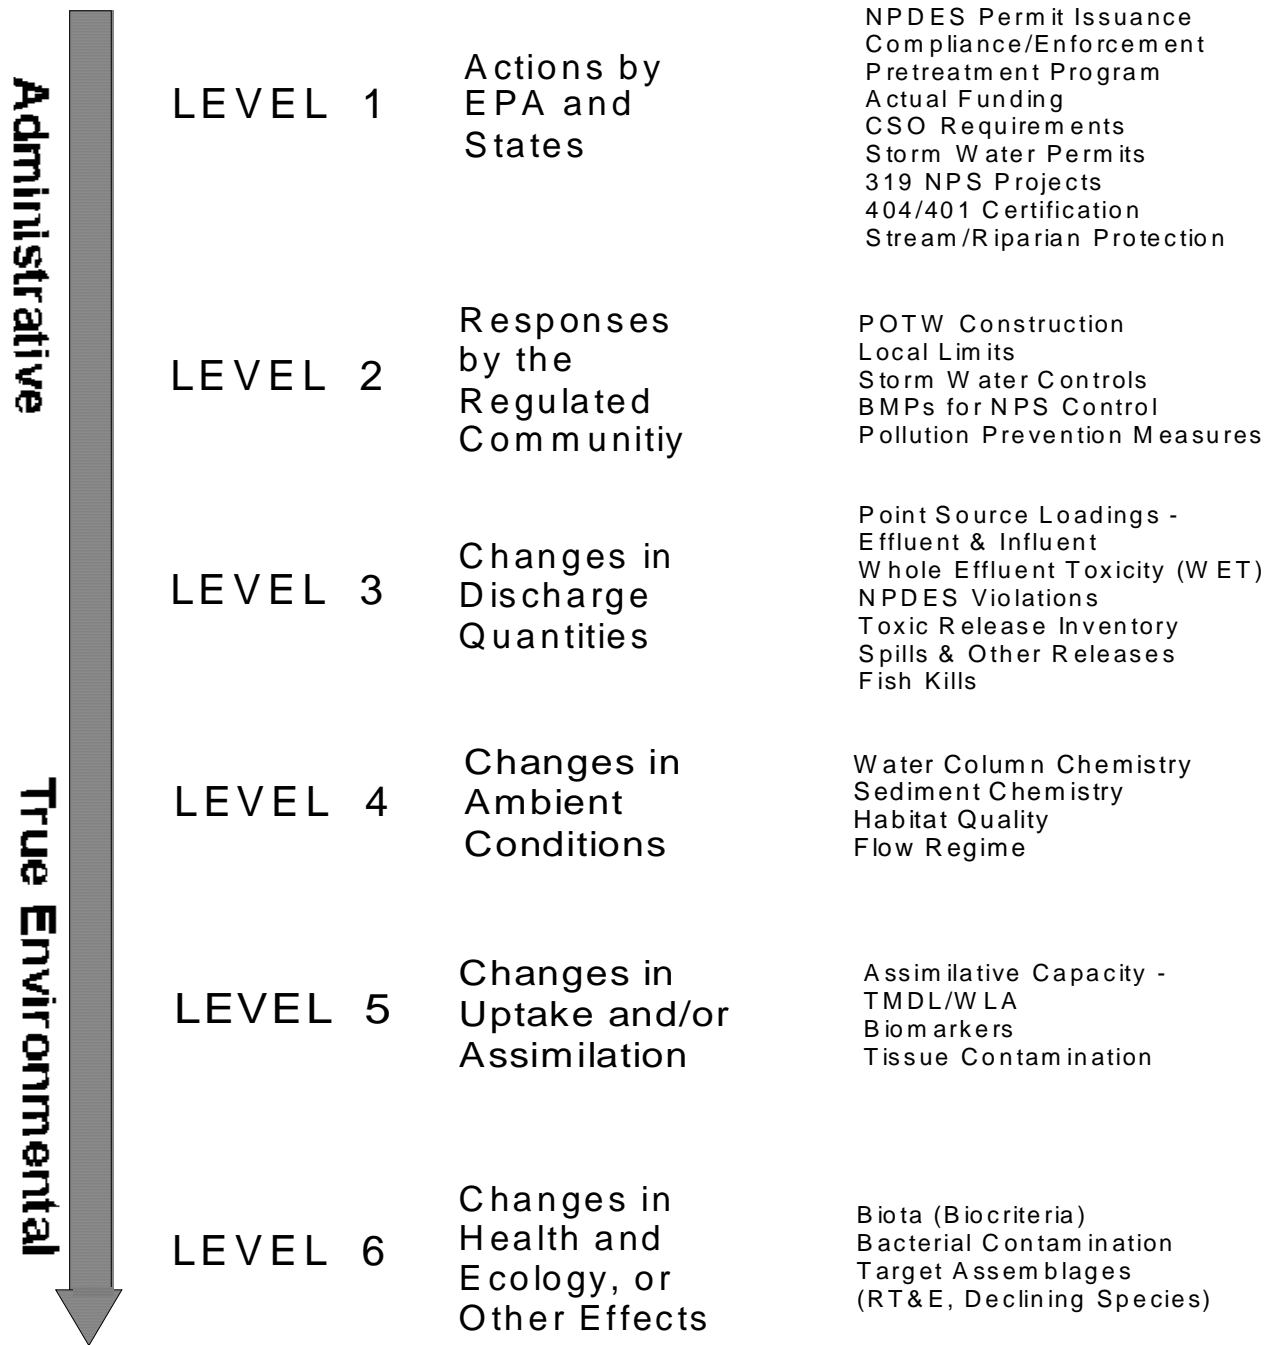 Administrative
True Environmental
LEVEL 1
Actions by
EPA and
States
NPDES Permit Issuance
Compliance/Enforcement
Pretreatment Program
Actual Funding
CSO Requirements
Storm Water Permits
319 NPS Projects
404/401 Certification
Stream/Riparian Protection
LEVEL 2
Responses
by the
Regulated
Communitiy
POTW Construction
Local Limits
Storm Water Controls
BMPs for NPS Control
Pollution Prevention Measures
LEVEL 3
Changes in
Discharge
Quantities
Point Source Loadings -
Effluent & Influent
Whole Effluent Toxicity (WET)
NPDES Violations
Toxic Release Inventory
Spills & Other Releases
Fish Kills
LEVEL 4
Changes in
Ambient
Conditions
Water Column Chemistry
Sediment Chemistry
Habitat Quality
Flow Regime
LEVEL 5
Changes in
Uptake and/or
Assimilation
Assimilative Capacity -
TMDL/WLA
Biomarkers
Tissue Contamination
LEVEL 6
Changes in
Health and
Ecology, or
Other Effects
Biota (Biocriteria)
Bacterial Contamination
Target Assemblages
(RT&E, Declining Species)